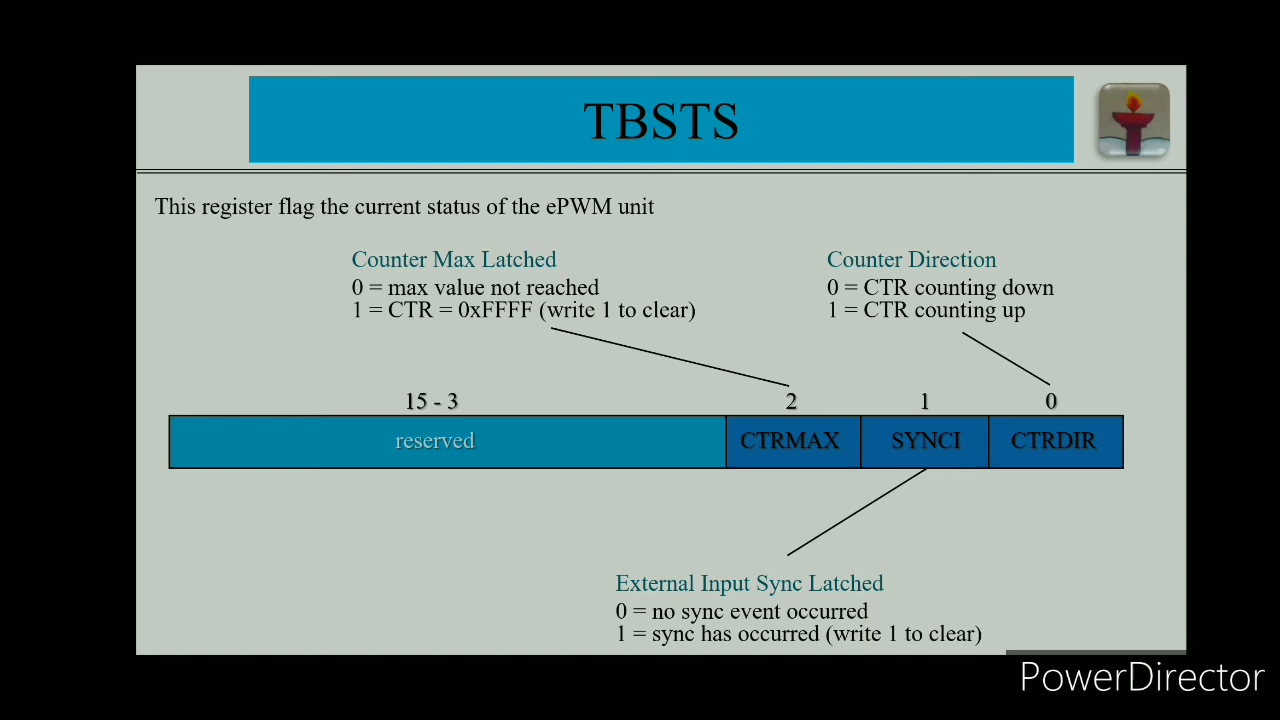 TBSTS
This register flag the current status of the ePWM unit
Counter Max Latched
0 = max value not reached
1 = CTR = 0xFFFF (write 1 to clear)
Counter Direction
0 = CTR counting down
1 = CTR counting up
15 - 3
2
1
0
reserved
CTRMAX
SYNCI
CTRDIR
External Input Sync Latched
0 = no sync event occurred
1 = sync has occurred (write 1 to clear)
PowerDirector